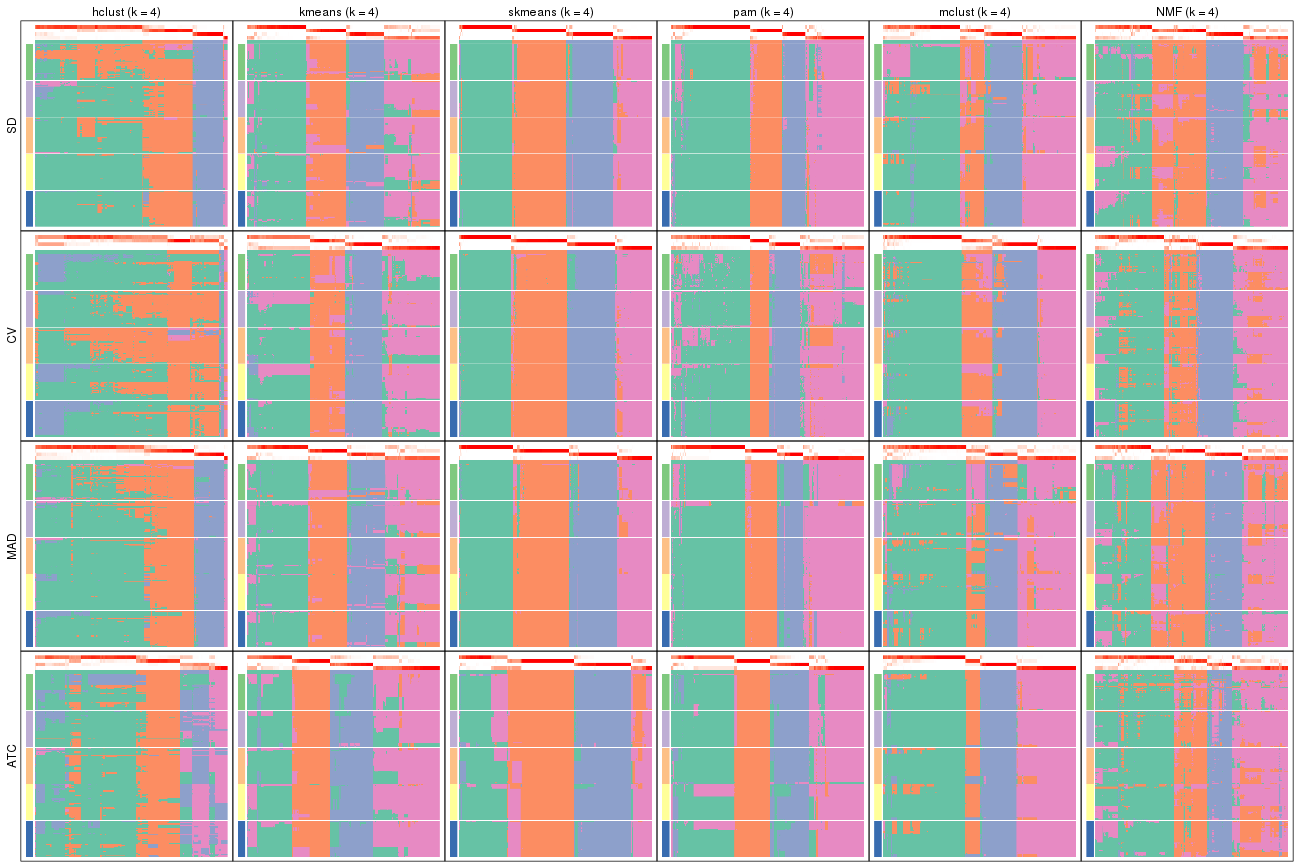 hclust (k = 4) kmeans (k = 4) skmeans (k = 4) pam (k = 4) mclust (k = 4) NMF (k = 4)
SD
CV
MAD
ATC